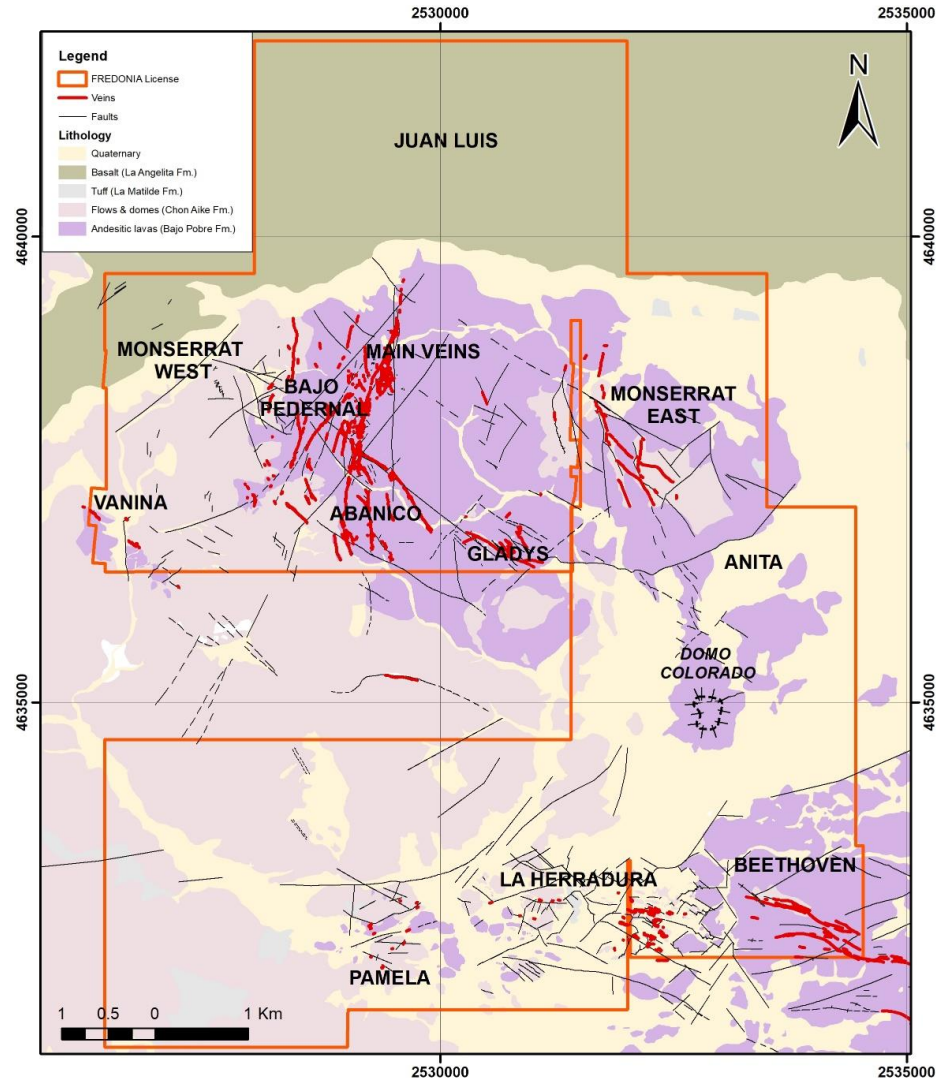 2530000
2535000
Legend
FREDONIA License
Veins
Faults
Lithology
Quaternary
Basalt (La Angelita Fm.)
Tuff (La Matilde Fm.)
Flows & domes (Chon Aike Fm.)
Andesitic lavas (Bajo Pobre Fm.)
N
JUAN LUIS
4640000
4640000
MONSERRAT
WEST
MAIN VEINS
BAJO
PEDERNAL
MONSERRAT
EAST
VANINA
ABANICO
GLADYS
ANITA
DOMO
COLORADO
4635000
4635000
BEETHOVEN
LA HERRADURA
PAMELA
1 0.5 0 1 Km
2530000
2535000